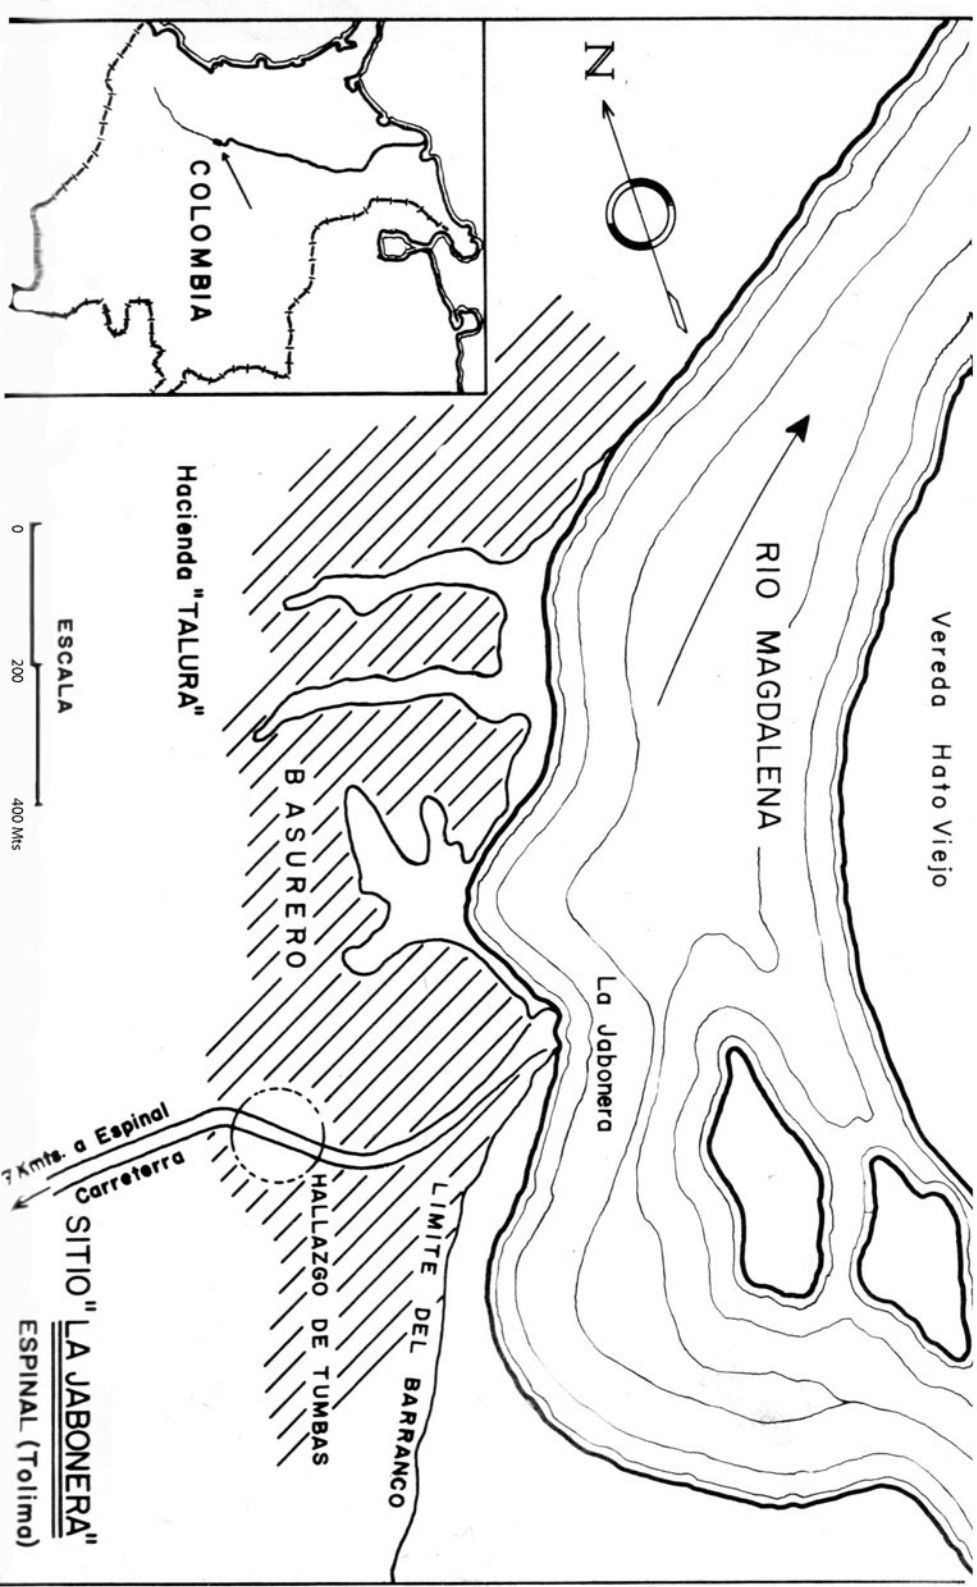 N
COLOMBIA
Vereda Hato Viejo
RIO MAGDALENA
La Jabonera
Hacienda "TALURA"
BASURERO
LIMITE DEL BARRANCO
HALLAZGO DE TUMBAS
7 Kmts. a Espinal
Carreterra
ESCALA
0 200 400 Mts
SITIO "LA JABONERA"
ESPINAL (Tolima)